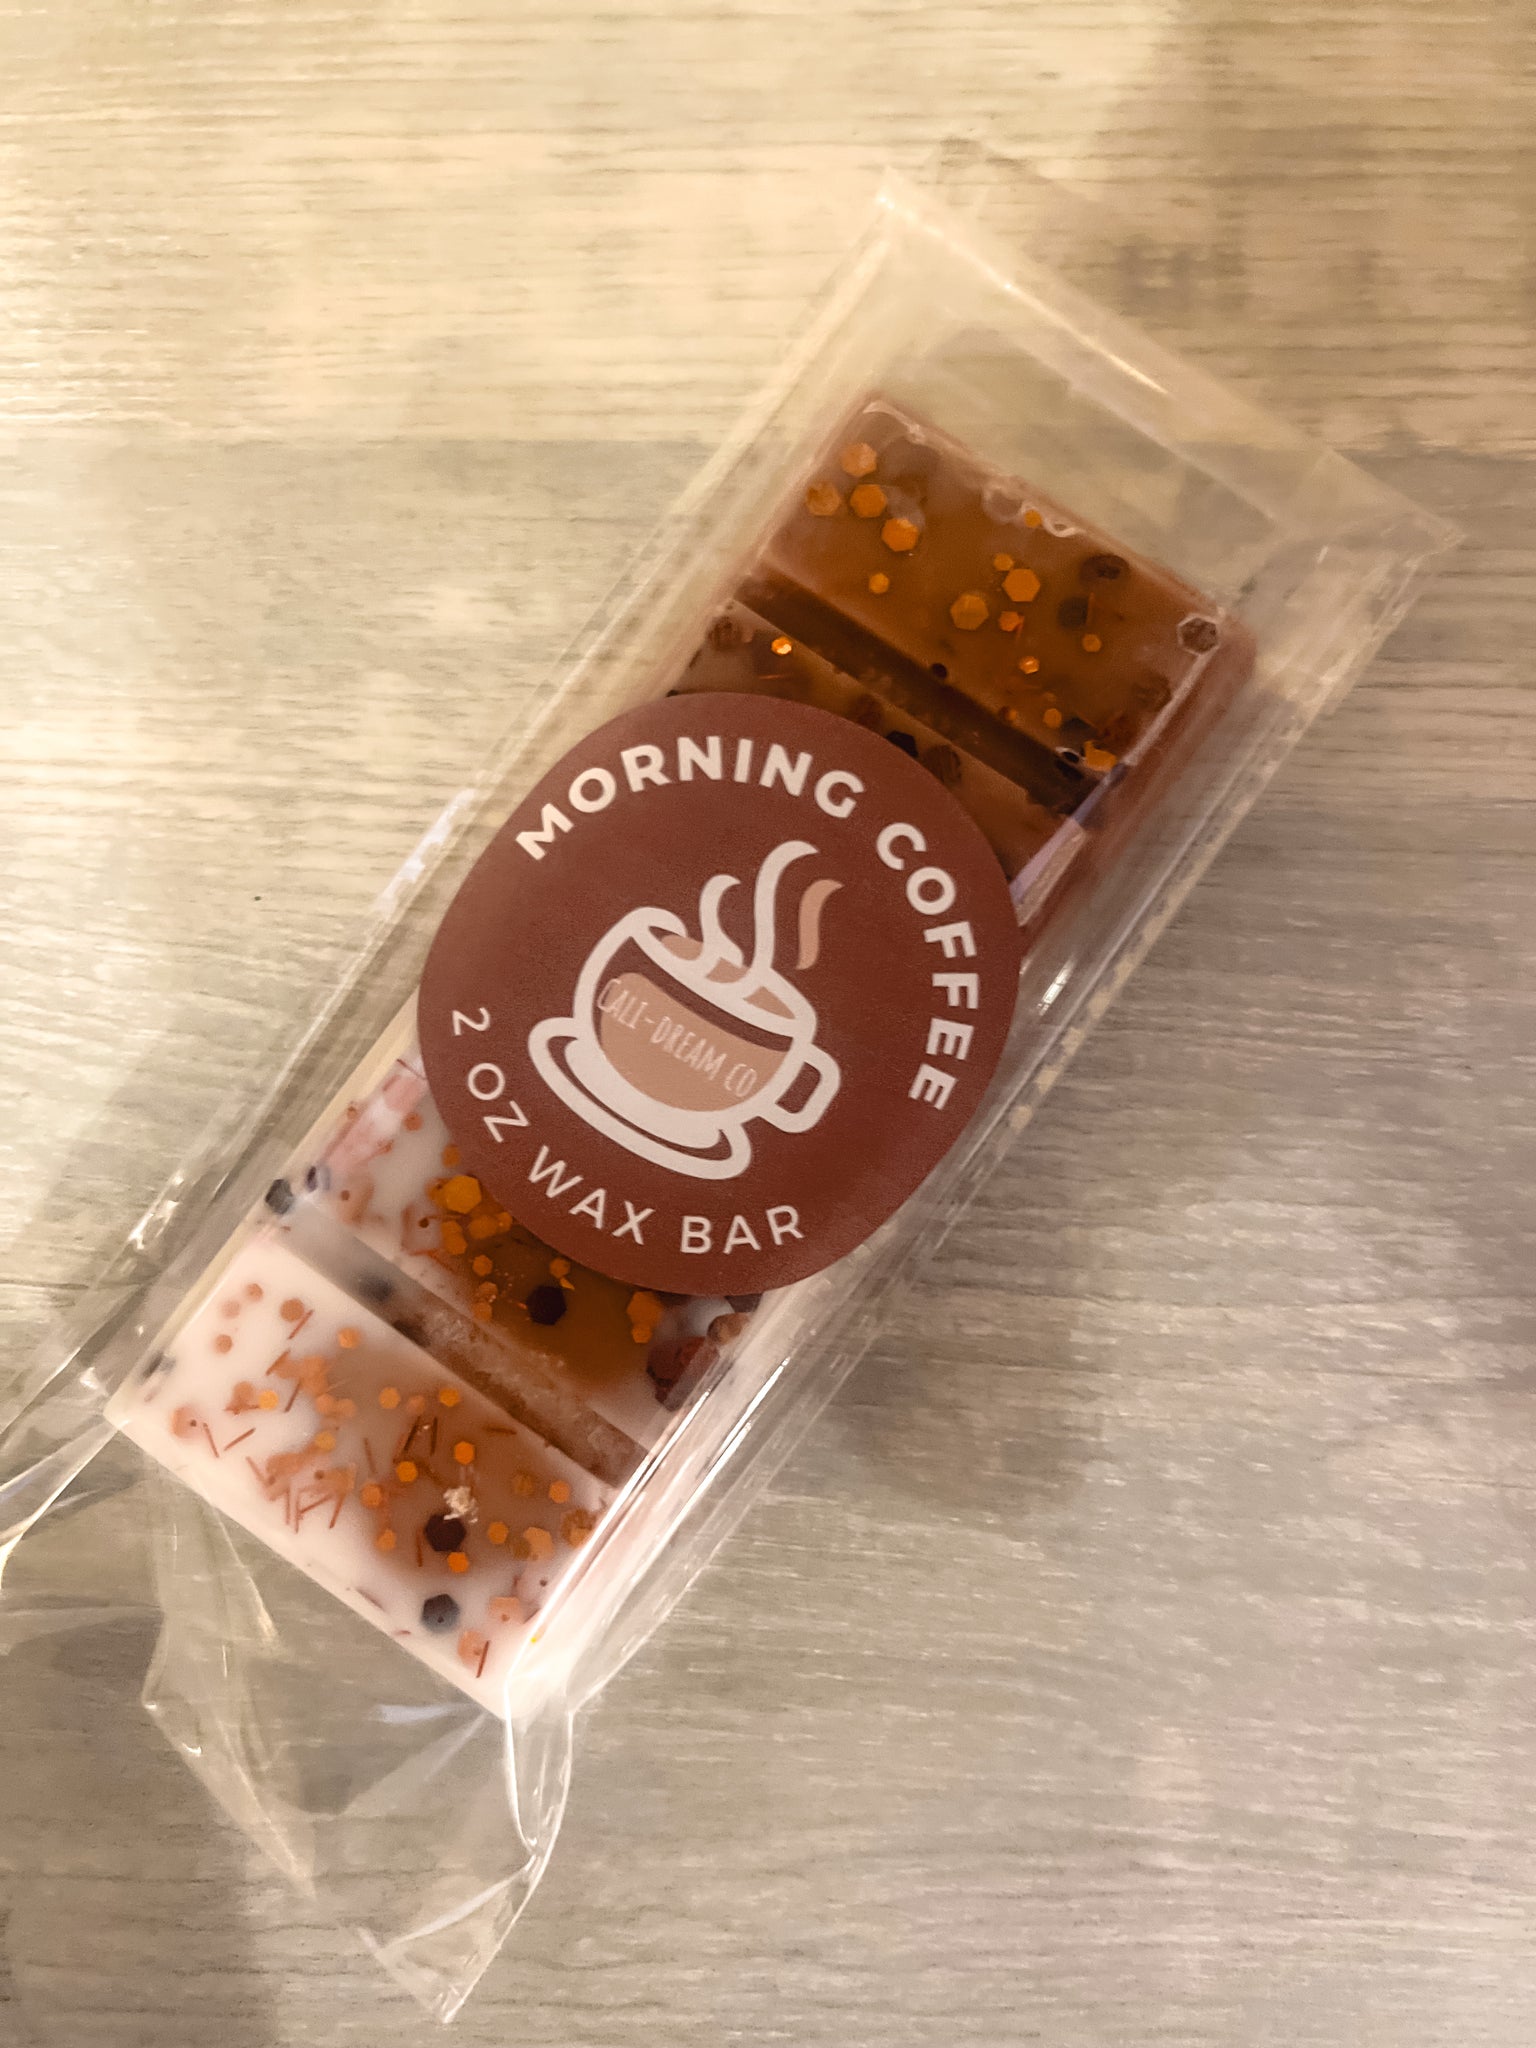 MORNING COFFEE
CALI-DREAM CO
2 OZ WAX BAR